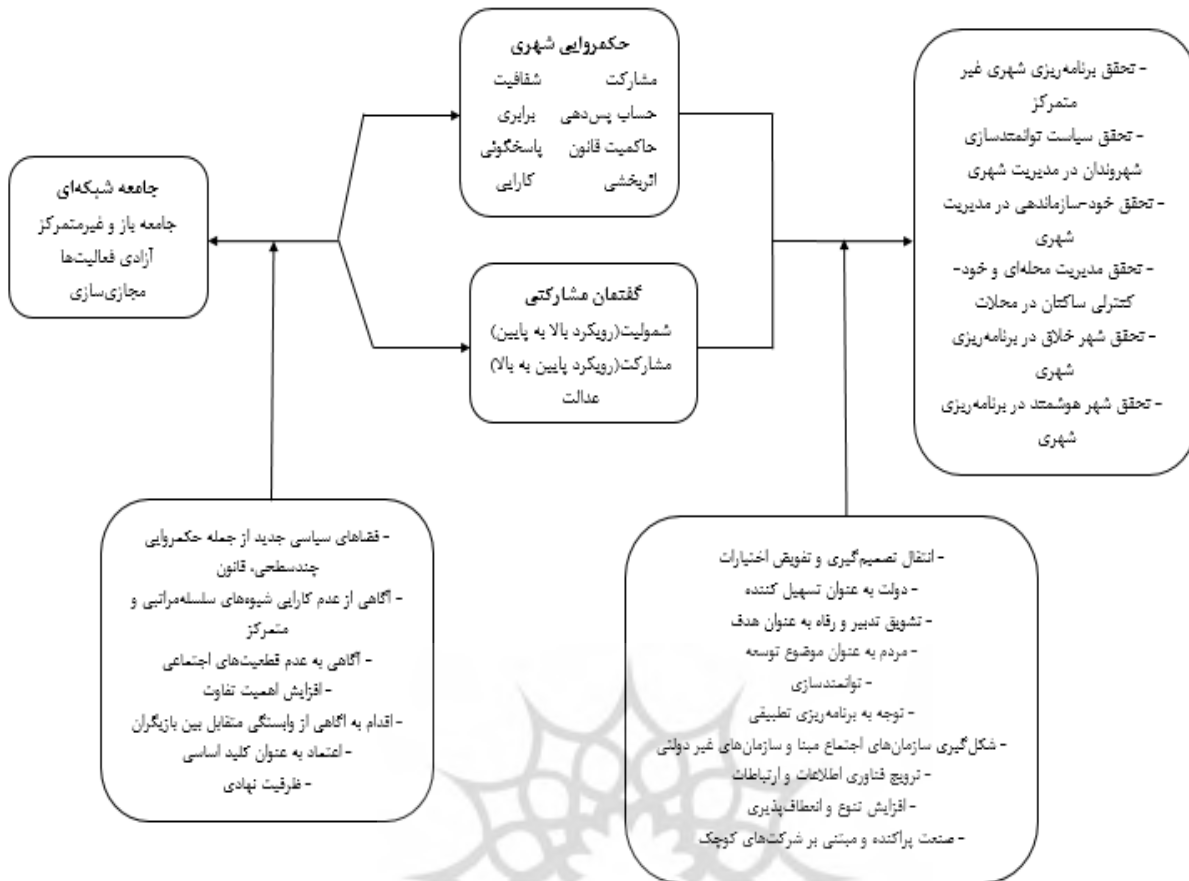 حکمروایی شهری
مشارکت شفافیت
حساب پس‌دهی برابری
حاکمیت قانون پاسخگوئی
اثربخشی کارایی
- تحقق برنامه‌ریزی شهری غیر
متمرکز
- تحقق سیاست توانمندسازی
شهروندان در مدیریت شهری
- تحقق خود-سازماندهی در مدیریت
شهری
- تحقق مدیریت محله‌ای و خود-
کنترلی ساکنان در محلات
- تحقق شهر خلاق در برنامه‌ریزی
شهری
- تحقق شهر هوشمند در برنامه‌ریزی
شهری
جامعه شبکه‌ای
جامعه باز و غیرمتمرکز
آزادی فعالیت‌ها
مجازی‌سازی
گفتمان مشارکتی
شمولیت(رویکرد بالا به پایین)
مشارکت(رویکرد پایین به بالا)
عدالت
- فضاهای سیاسی جدید از جمله حکمروایی
چندسطحی، قانون
- آگاهی از عدم کارایی شیوه‌های سلسله‌مراتبی و
متمرکز
- آگاهی به عدم قطعیت‌های اجتماعی
- افزایش اهمیت تفاوت
- اقدام به آگاهی از وابستگی متقابل بین بازیگران
- اعتماد به عنوان کلید اساسی
- ظرفیت نهادی
- انتقال تصمیم‌گیری و تفویض اختیارات
- دولت به عنوان تسهیل کننده
- تشویق تدبیر و رفاه به عنوان هدف
- مردم به عنوان موضوع توسعه
- توانمندسازی
- توجه به برنامه‌ریزی تطبیقی
- شکل‌گیری سازمان‌های اجتماع مبنا و سازمان‌های غیر دولتی
- ترویج فناوری اطلاعات و ارتباطات
- افزایش تنوع و انعطاف‌پذیری
- صنعت پراکنده و مبتنی بر شرکت‌های کوچک